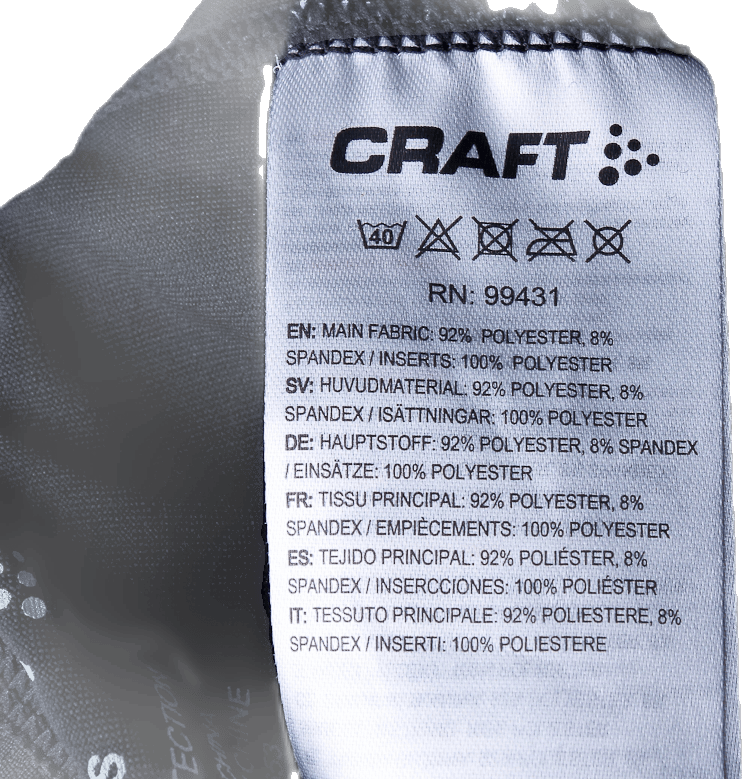 CRAFT
40
RN: 99431
EN: MAIN FABRIC: 92% POLYESTER, 8%
SPANDEX / INSERTS: 100% POLYESTER
SV: HUVUDMATERIAL: 92% POLYESTER, 8%
SPANDEX / ISÄTTNINGAR: 100% POLYESTER
DE: HAUPTSTOFF: 92% POLYESTER, 8% SPANDEX
/ EINSÄTZE: 100% POLYESTER
FR: TISSU PRINCIPAL: 92% POLYESTER, 8%
SPANDEX / EMPIÈCEMENTS: 100% POLYESTER
ES: TEJIDO PRINCIPAL: 92% POLIÉSTER, 8%
SPANDEX / INSERCCIONES: 100% POLIÉSTER
IT: TESSUTO PRINCIPALE: 92% POLIESTERE, 8%
SPANDEX / INSERTI: 100% POLIESTERE